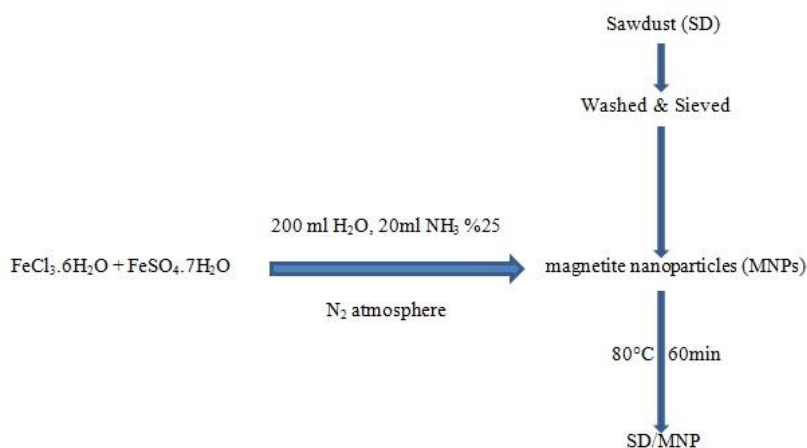 Sawdust (SD)
Washed & Sieved
200 ml H₂O, 20ml NH₃ %25
FeCl₃.6H₂O + FeSO₄.7H₂O
magnetite nanoparticles (MNPs)
N₂ atmosphere
80°C 60min
SD/MNP